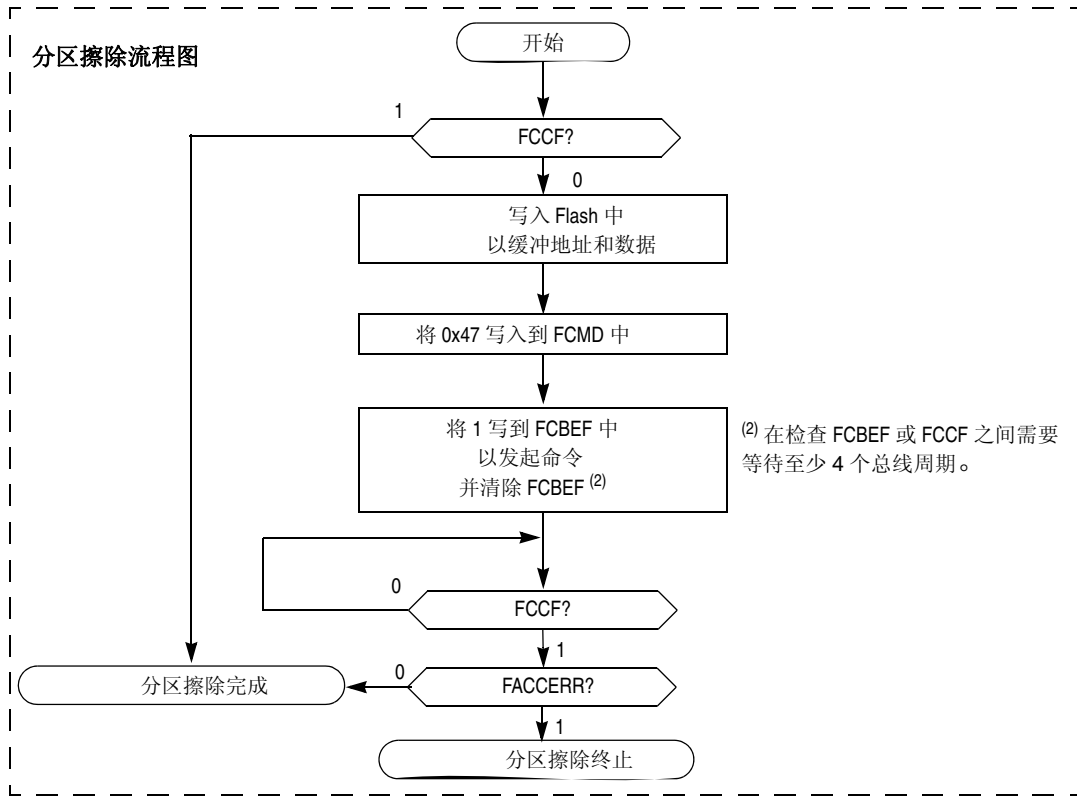 分区擦除流程图
开始
1
FCCF?
0
写入 Flash 中
以缓冲地址和数据
将 0x47 写入到 FCMD 中
将 1 写到 FCBEF 中
以发起命令
并清除 FCBEF (2)
(2) 在检查 FCBEF 或 FCCF 之间需要
等待至少 4 个总线周期。
0
FCCF?
1
0
FACCERR?
分区擦除完成
1
分区擦除终止